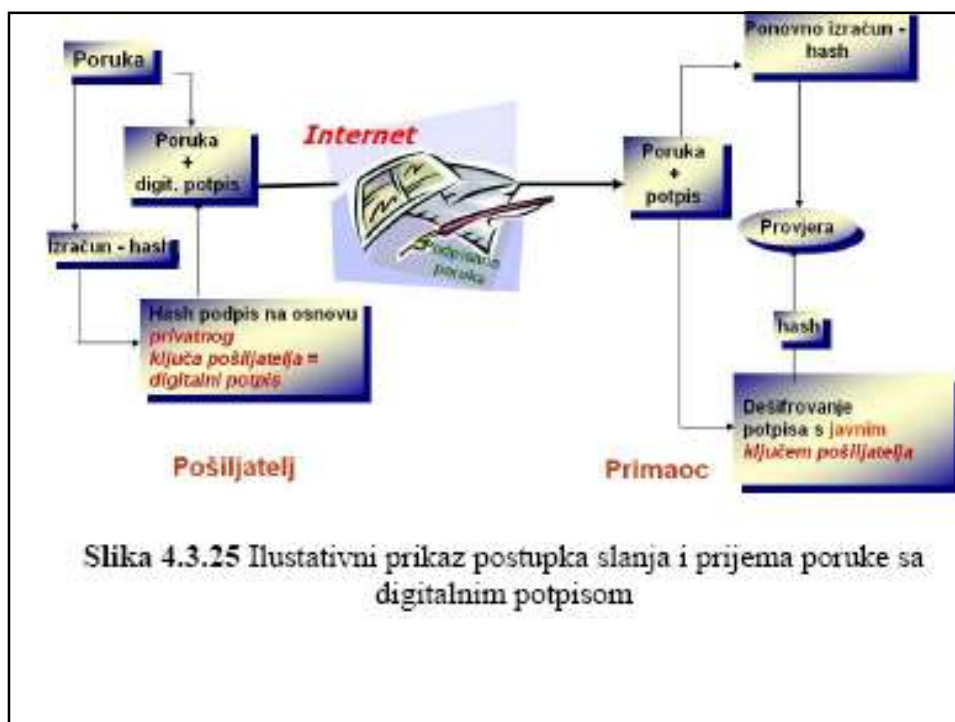 Poruka
Poruka
+
digit. potpis
Izračun - hash
Hash podpis na osnovu
privatnog
ključa pošiljatelja =
digitalni potpis
Pošiljatelj
Internet
Podpisana
poruka
Ponovno izračun -
hash
Poruka
+
potpis
Provjera
hash
Dešifrovanje
potpisa s javnim
ključem pošiljatelja
Primaoc
Slika 4.3.25 Ilustativni prikaz postupka slanja i prijema poruke sa
digitalnim potpisom